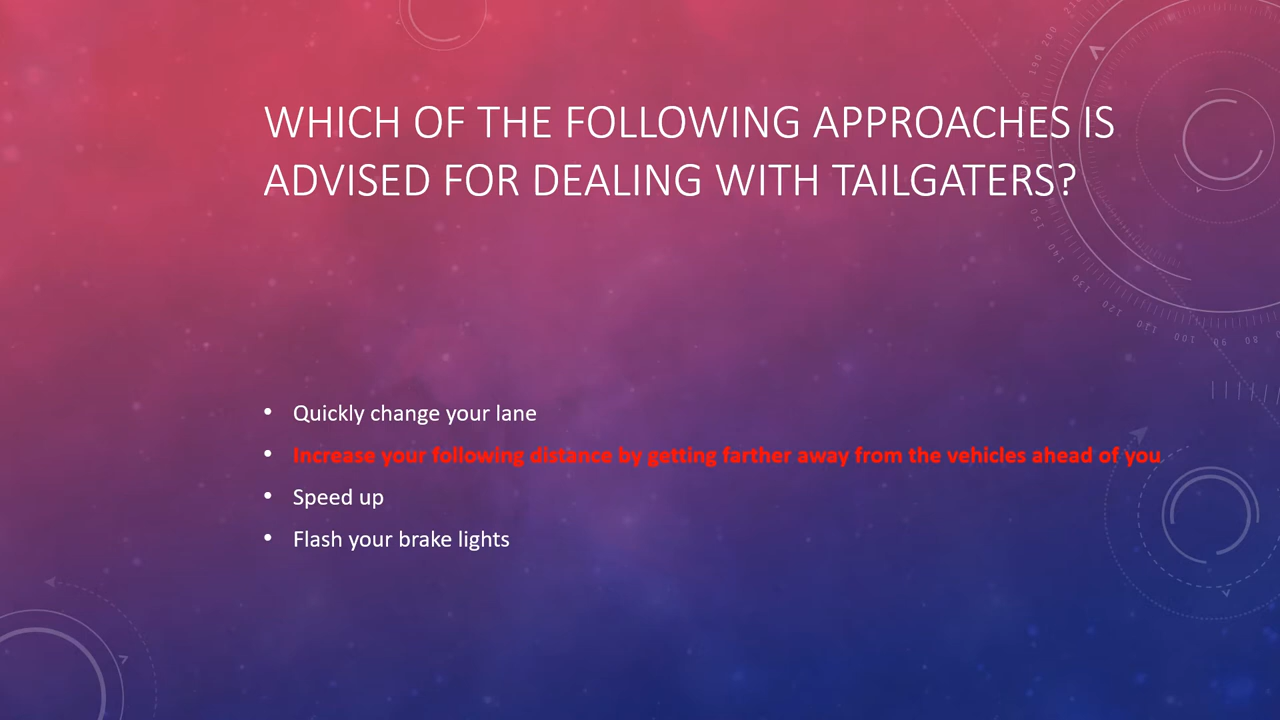 WHICH OF THE FOLLOWING APPROACHES IS
ADVISED FOR DEALING WITH TAILGATERS?
• Quickly change your lane
• Increase your following distance by getting farther away from the vehicles ahead of you
• Speed up
• Flash your brake lights